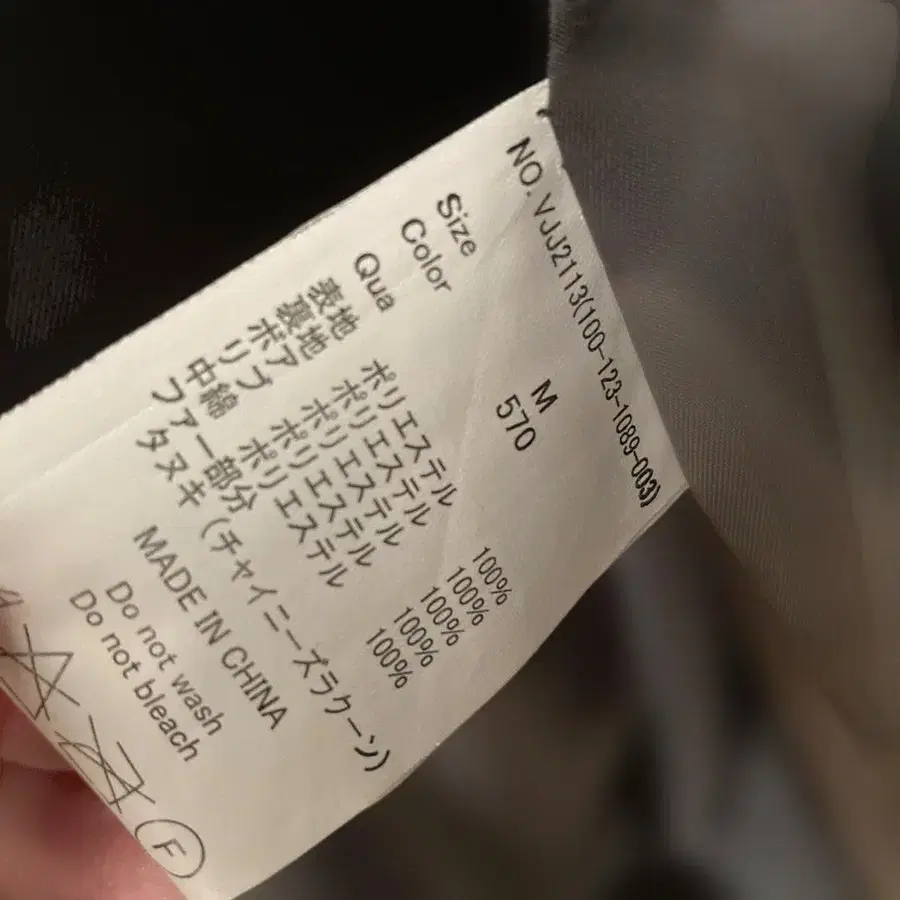 NO.VJJ2113(100-123-1089-003)
Size M
Color 570
Qua
表地 ポリエステル 100%
裏地 ポリエステル 100%
ボア ポリエステル 100%
リブ ポリエステル 100%
中綿 ポリエステル 100%
ファー部分
タヌキ(チャイニーズラクーン)
MADE IN CHINA
Do not wash
Do not bleach
F